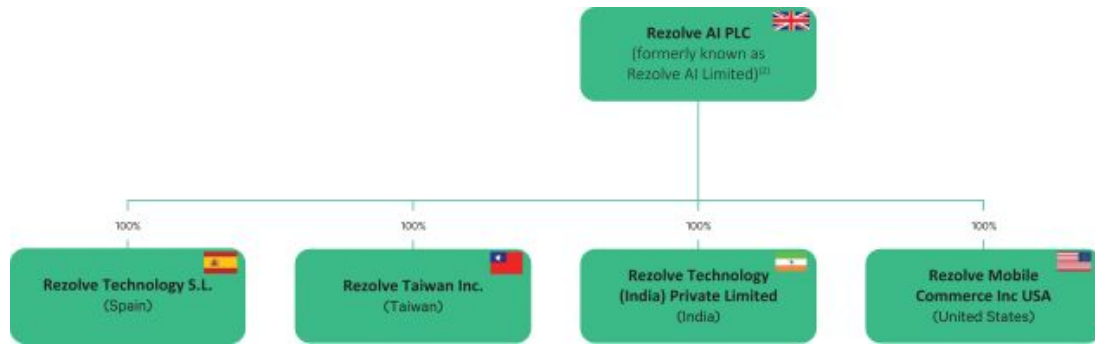 Rezolve AI PLC
(formerly known as
Rezolve AI Limited)(2)
100%
100%
100%
100%
Rezolve Technology S.L.
(Spain)
Rezolve Taiwan Inc.
(Taiwan)
Rezolve Technology
(India) Private Limited
(India)
Rezolve Mobile
Commerce Inc USA
(United States)